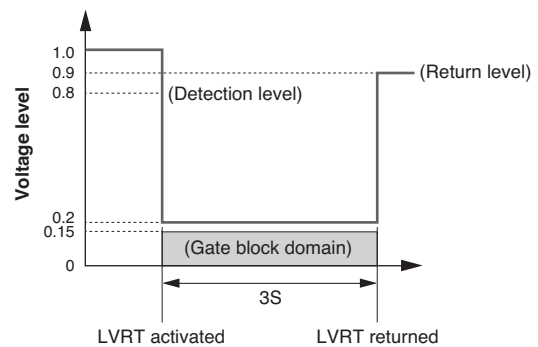 Voltage level
1.0
0.9
0.8
0.2
0.15
0
(Return level)
(Detection level)
(Gate block domain)
3S
LVRT activated
LVRT returned